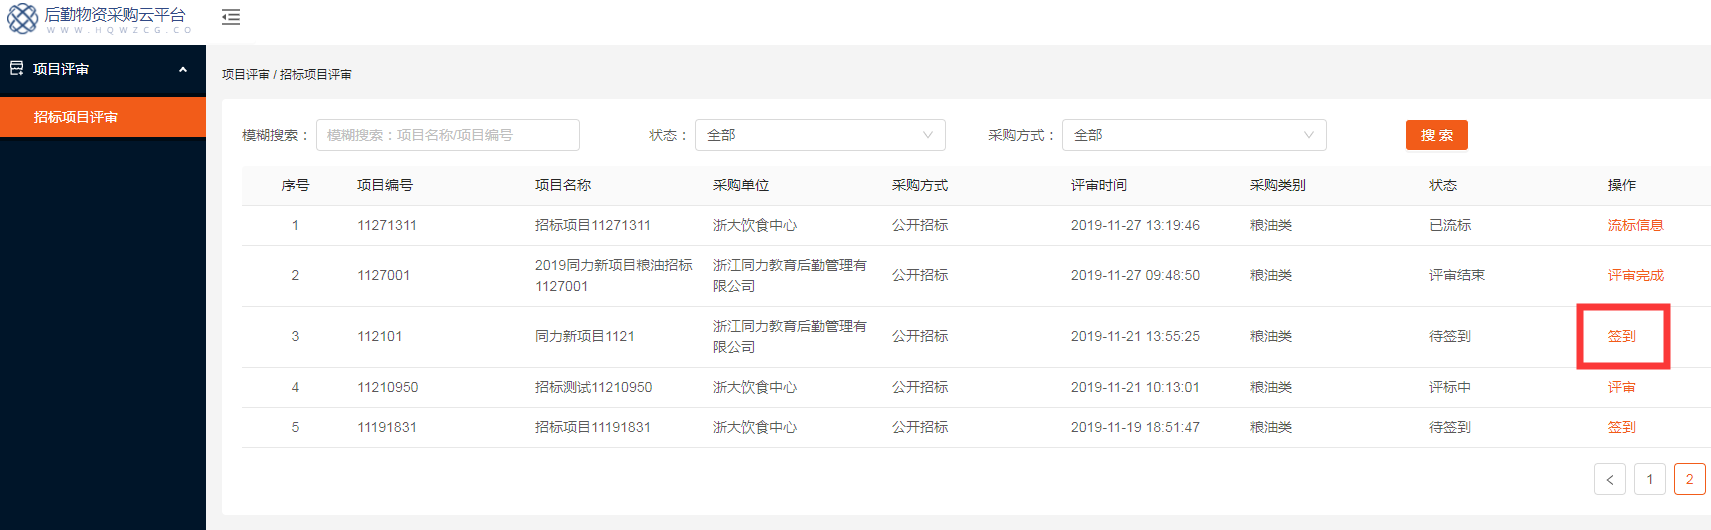 后勤物资采购云平台
WWW.HQWZCG.CO
项目评审
招标项目评审
项目评审 / 招标项目评审
模糊搜索： 模糊搜索：项目名称/项目编号 状态： 全部 采购方式： 全部 搜 索
序号 项目编号 项目名称 采购单位 采购方式 评审时间 采购类别 状态 操作
1 11271311 招标项目11271311 浙大饮食中心 公开招标 2019-11-27 13:19:46 粮油类 已流标 流标信息
2 1127001 2019同力新项目粮油招标 浙江同力教育后勤管理有 公开招标 2019-11-27 09:48:50 粮油类 评审结束 评审完成
1127001 限公司
3 112101 同力新项目1121 浙江同力教育后勤管理有 公开招标 2019-11-21 13:55:25 粮油类 待签到 签到
限公司
4 11210950 招标测试11210950 浙大饮食中心 公开招标 2019-11-21 10:13:01 粮油类 评标中 评审
5 11191831 招标项目11191831 浙大饮食中心 公开招标 2019-11-19 18:51:47 粮油类 待签到 签到
< 1 2